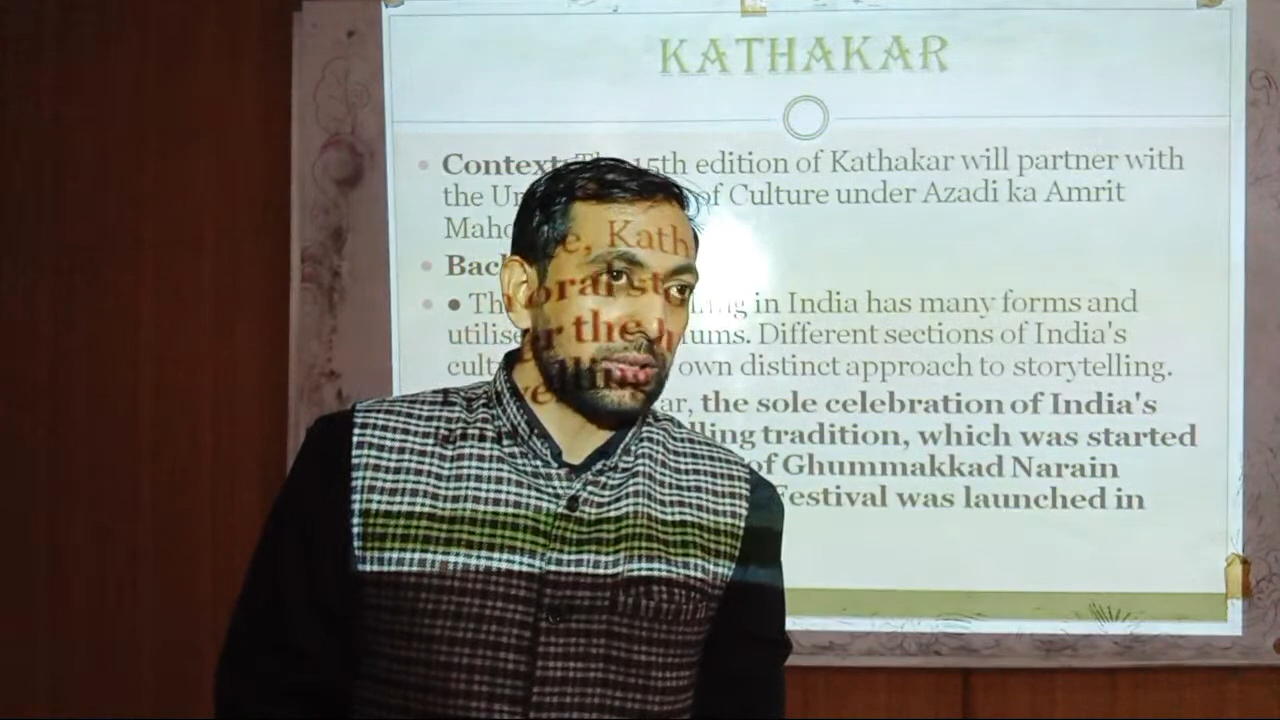 KATHAKAR
Context: The 15th edition of Kathakar will partner with
the Un of Culture under Azadi ka Amrit
Maho
Bac
● Th ing in India has many forms and
utilise iums. Different sections of India's
cult own distinct approach to storytelling.
ar, the sole celebration of India's
lling tradition, which was started
of Ghummakkad Narain
Festival was launched in